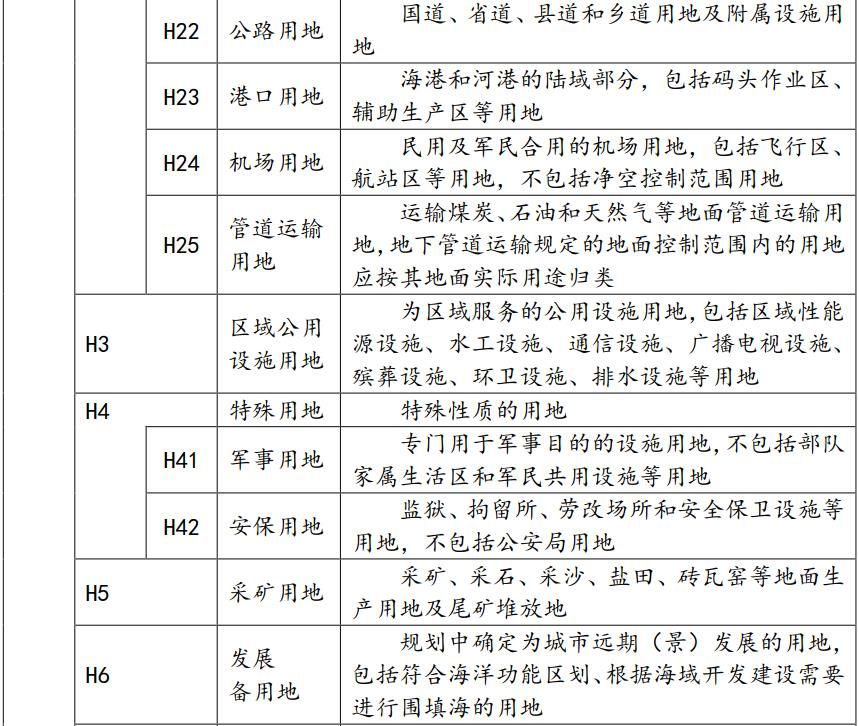 H22 公路用地 国道、省道、县道和乡道用地及附属设施用
地
H23 港口用地 海港和河港的陆域部分，包括码头作业区、
辅助生产区等用地
H24 机场用地 民用及军民合用的机场用地，包括飞行区、
航站区等用地，不包括净空控制范围用地
H25 管道运输
用地
运输煤炭、石油和天然气等地面管道运输用
地,地下管道运输规定的地面控制范围内的用地
应按其地面实际用途归类
H3 区域公用
设施用地
为区域服务的公用设施用地,包括区域性能
源设施、水工设施、通信设施、广播电视设施、
殡葬设施、环卫设施、排水设施等用地
H4 特殊用地 特殊性质的用地
H41 军事用地 专门用于军事目的的设施用地,不包括部队
家属生活区和军民共用设施等用地
H42 安保用地 监狱、拘留所、劳改场所和安全保卫设施等
用地，不包括公安局用地
H5 采矿用地 采矿、采石、采沙、盐田、砖瓦窑等地面生
产用地及尾矿堆放地
H6 发展
备用地
规划中确定为城市远期（景）发展的用地，
包括符合海洋功能区划、根据海域开发建设需要
进行围填海的用地